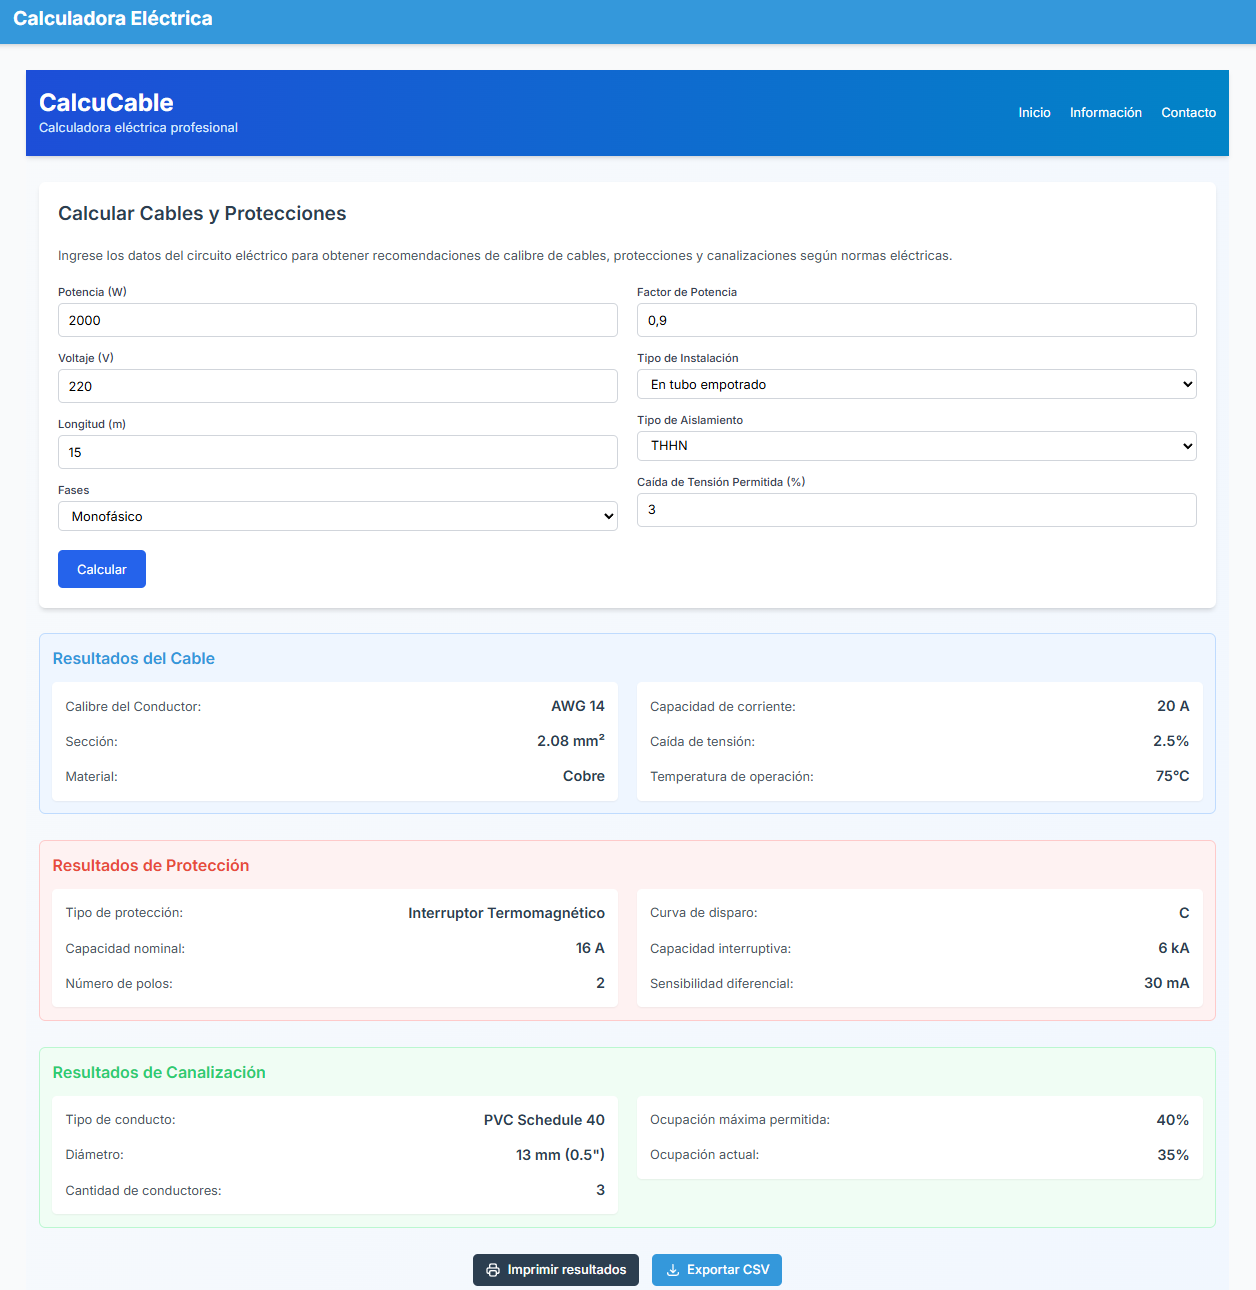 Calculadora Eléctrica
CalcuCable
Calculadora eléctrica profesional
Inicio
Información
Contacto
Calcular Cables y Protecciones
Ingrese los datos del circuito eléctrico para obtener recomendaciones de calibre de cables, protecciones y canalizaciones según normas eléctricas.
Potencia (W)
2000
Voltaje (V)
220
Longitud (m)
15
Fases
Monofásico
Factor de Potencia
0,9
Tipo de Instalación
En tubo empotrado
Tipo de Aislamiento
THHN
Caída de Tensión Permitida (%)
3
Calcular
Resultados del Cable
Calibre del Conductor: AWG 14
Sección: 2.08 mm²
Material: Cobre
Capacidad de corriente: 20 A
Caída de tensión: 2.5%
Temperatura de operación: 75°C
Resultados de Protección
Tipo de protección: Interruptor Termomagnético
Capacidad nominal: 16 A
Número de polos: 2
Curva de disparo: C
Capacidad interruptiva: 6 kA
Sensibilidad diferencial: 30 mA
Resultados de Canalización
Tipo de conducto: PVC Schedule 40
Diámetro: 13 mm (0.5")
Cantidad de conductores: 3
Ocupación máxima permitida: 40%
Ocupación actual: 35%
Imprimir resultados
Exportar CSV